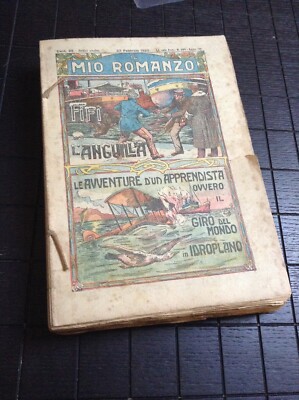 MIO ROMANZO
FIFI
L'ANGUILLA
LE AVVENTURE D'UN APPRENDISTA
OVVERO
IL
GIRO DEL
MONDO
IN IDROPLANO